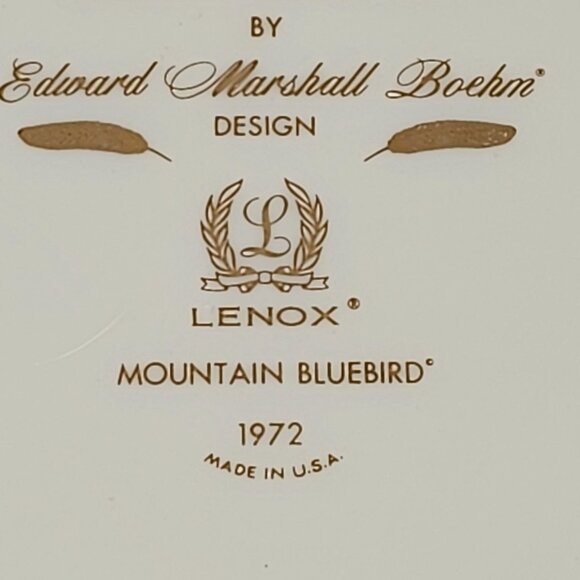 BY
Edward Marshall Boehm®
DESIGN
L
LENOX®
MOUNTAIN BLUEBIRD©
1972
MADE IN U.S.A.